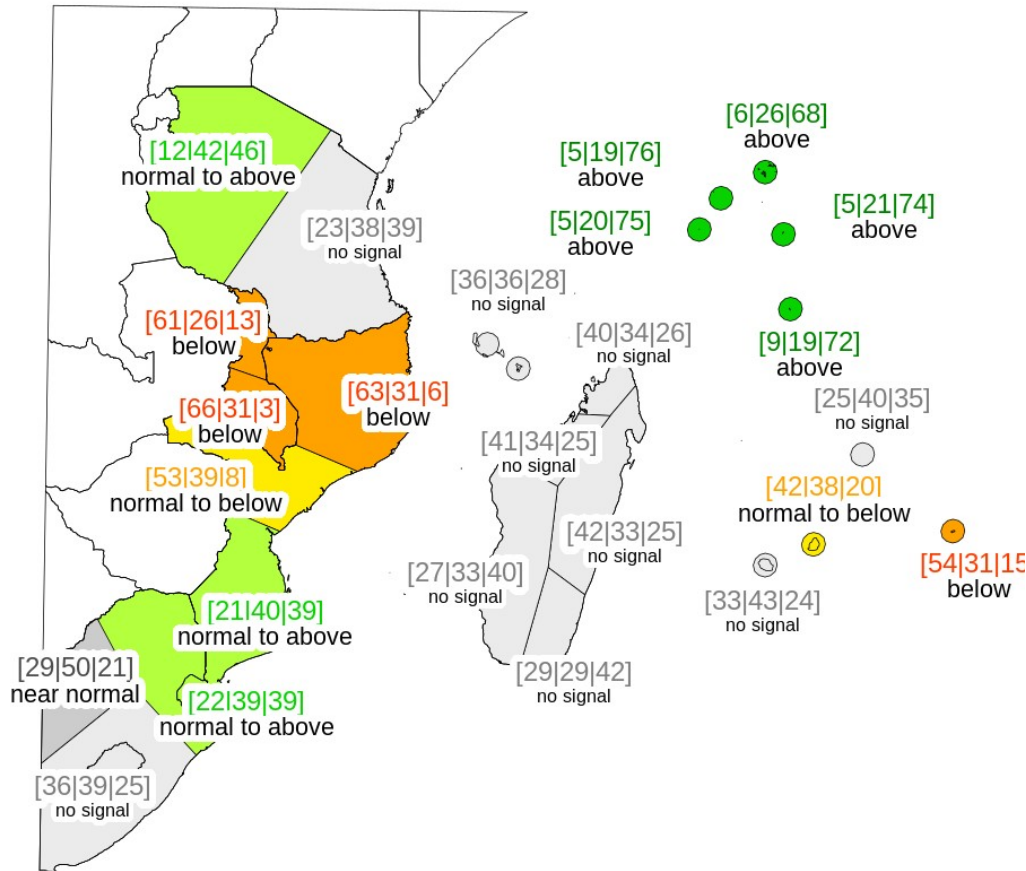 [6|26|68]
above
[5|19|76]
above
[12|42|46]
normal to above
[5|21|74]
above
[5|20|75]
above
[23|38|39]
no signal
[36|36|28]
no signal
[61|26|13]
below
[40|34|26]
no signal
[9|19|72]
above
[63|31|6]
below
[25|40|35]
no signal
[66|31|3]
below
[41|34|25]
no signal
[53|39|8]
normal to below
[42|38|20]
normal to below
[42|33|25]
no signal
[54|31|15
below
[27|33|40]
no signal
[33|43|24]
no signal
[21|40|39]
normal to above
[29|50|21]
near normal
[29|29|42]
no signal
[22|39|39]
normal to above
[36|39|25]
no signal